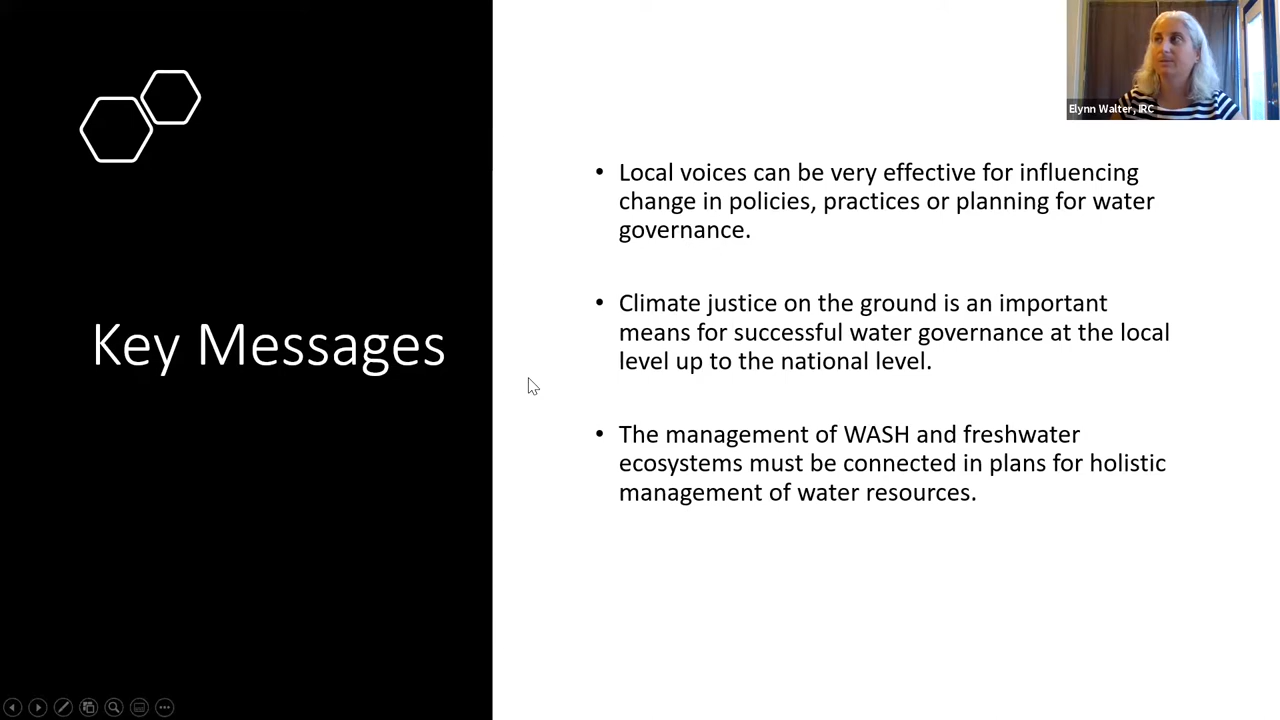 Elynn Walter, IRC
Key Messages
• Local voices can be very effective for influencing
change in policies, practices or planning for water
governance.
• Climate justice on the ground is an important
means for successful water governance at the local
level up to the national level.
• The management of WASH and freshwater
ecosystems must be connected in plans for holistic
management of water resources.